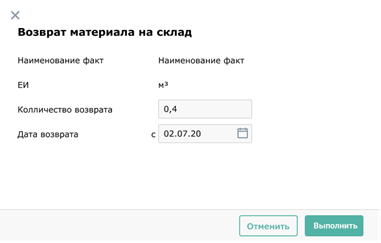 Возврат материала на склад
Наименование факт Наименование факт
ЕИ м³
Колличество возврата 0,4
Дата возврата с 02.07.20
Отменить Выполнить